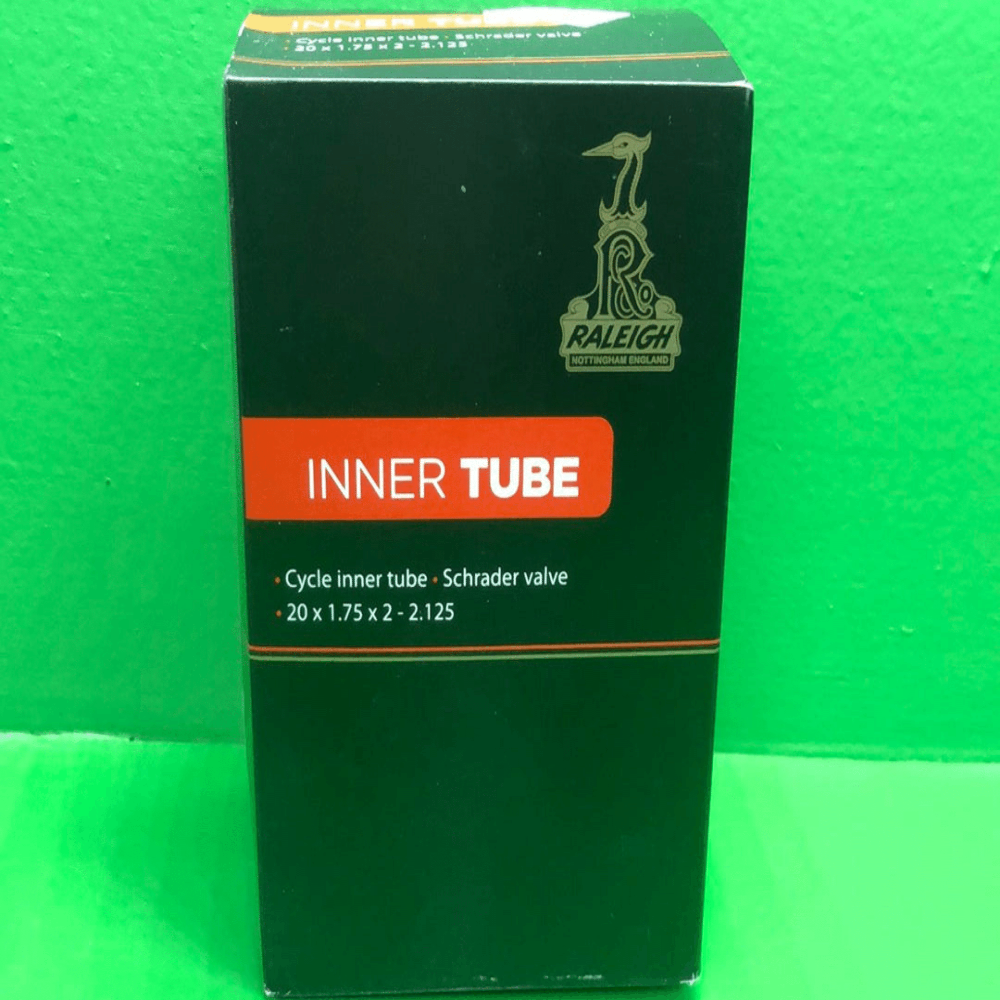 INNER TUBE
Cycle inner tube • Schrader valve
• 20 x 1.75 x 2 - 2.125
R Co
RALEIGH
NOTTINGHAM ENGLAND
INNER TUBE
• Cycle inner tube • Schrader valve
• 20 x 1.75 x 2 - 2.125